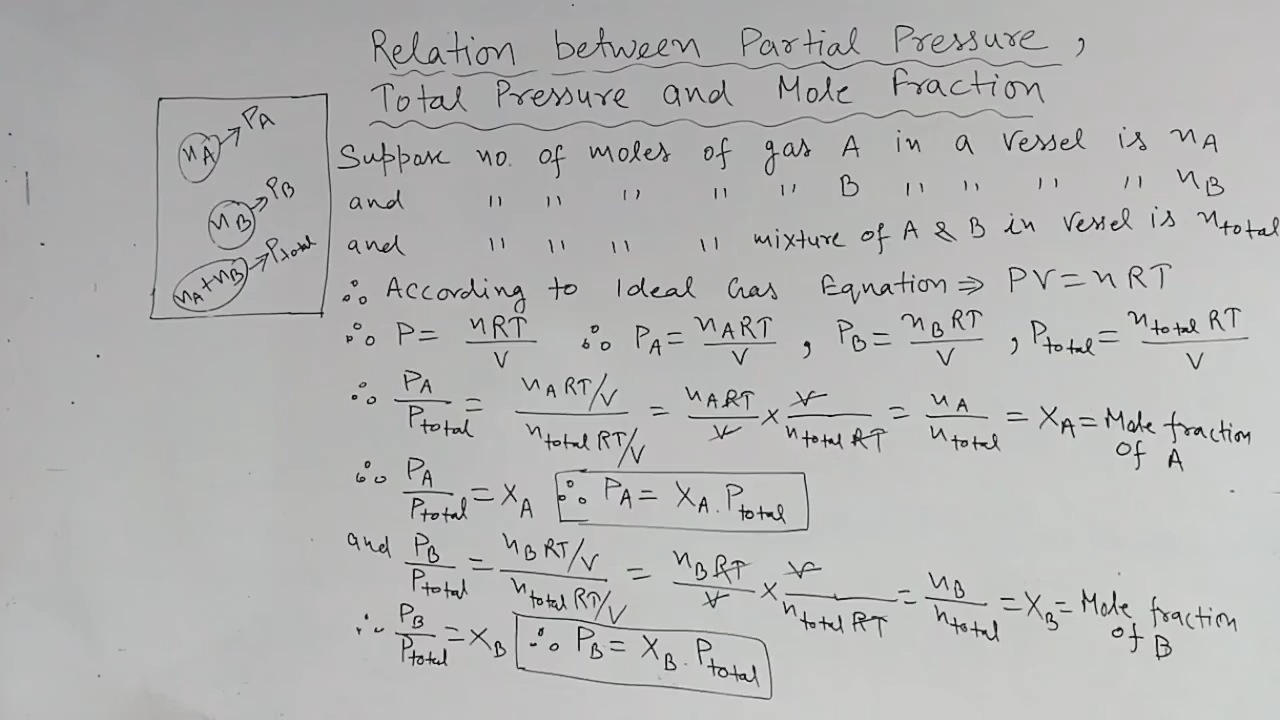 Relation between Partial Pressure,
Total Pressure and Mole Fraction
nA → PA
nB → PB
nA+nB → Ptotal
Suppose no. of moles of gas A in a vessel is nA
and " " " " " B " " " " nB
and " " " " mixture of A & B in vessel is ntotal
∴ According to Ideal Gas Equation ⇒ PV = nRT
∴ P = nRT/V ∴ PA = nART/V , PB = nBRT/V , Ptotal = ntotal RT/V
∴ PA/Ptotal = (nART/V)/(ntotal RT/V) = nART/V × V/ntotal RT = nA/ntotal = XA = Mole fraction of A
∴ PA/Ptotal = XA ∴ PA = XA . Ptotal
and PB/Ptotal = (nBRT/V)/(ntotal RT/V) = nBRT/V × V/ntotal RT = nB/ntotal = XB = Mole fraction of B
∴ PB/Ptotal = XB ∴ PB = XB . Ptotal